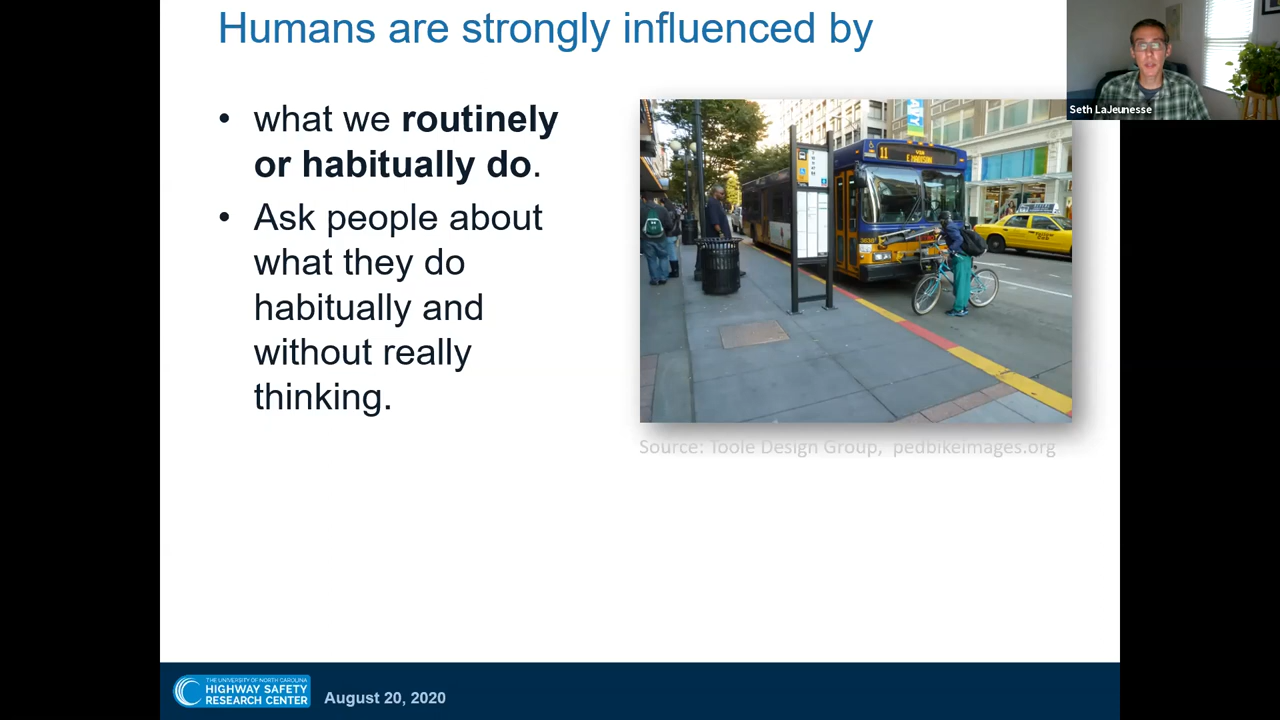 Humans are strongly influenced by
• what we routinely
or habitually do.
• Ask people about
what they do
habitually and
without really
thinking.
11
E MADISON
Source: Toole Design Group, pedbikeimages.org
Seth LaJeunesse
THE UNIVERSITY OF NORTH CAROLINA
HIGHWAY SAFETY
RESEARCH CENTER
August 20, 2020